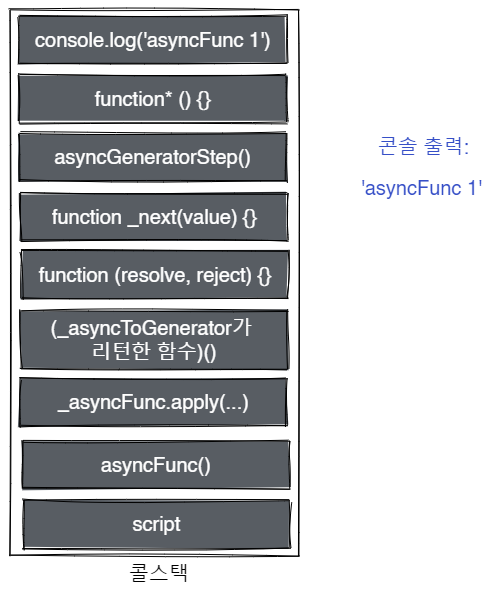 console.log('asyncFunc 1')
function* () {}
asyncGeneratorStep()
function _next(value) {}
function (resolve, reject) {}
(_asyncToGenerator가
리턴한 함수)()
_asyncFunc.apply(...)
asyncFunc()
script
콜스택
콘솔 출력:
'asyncFunc 1'